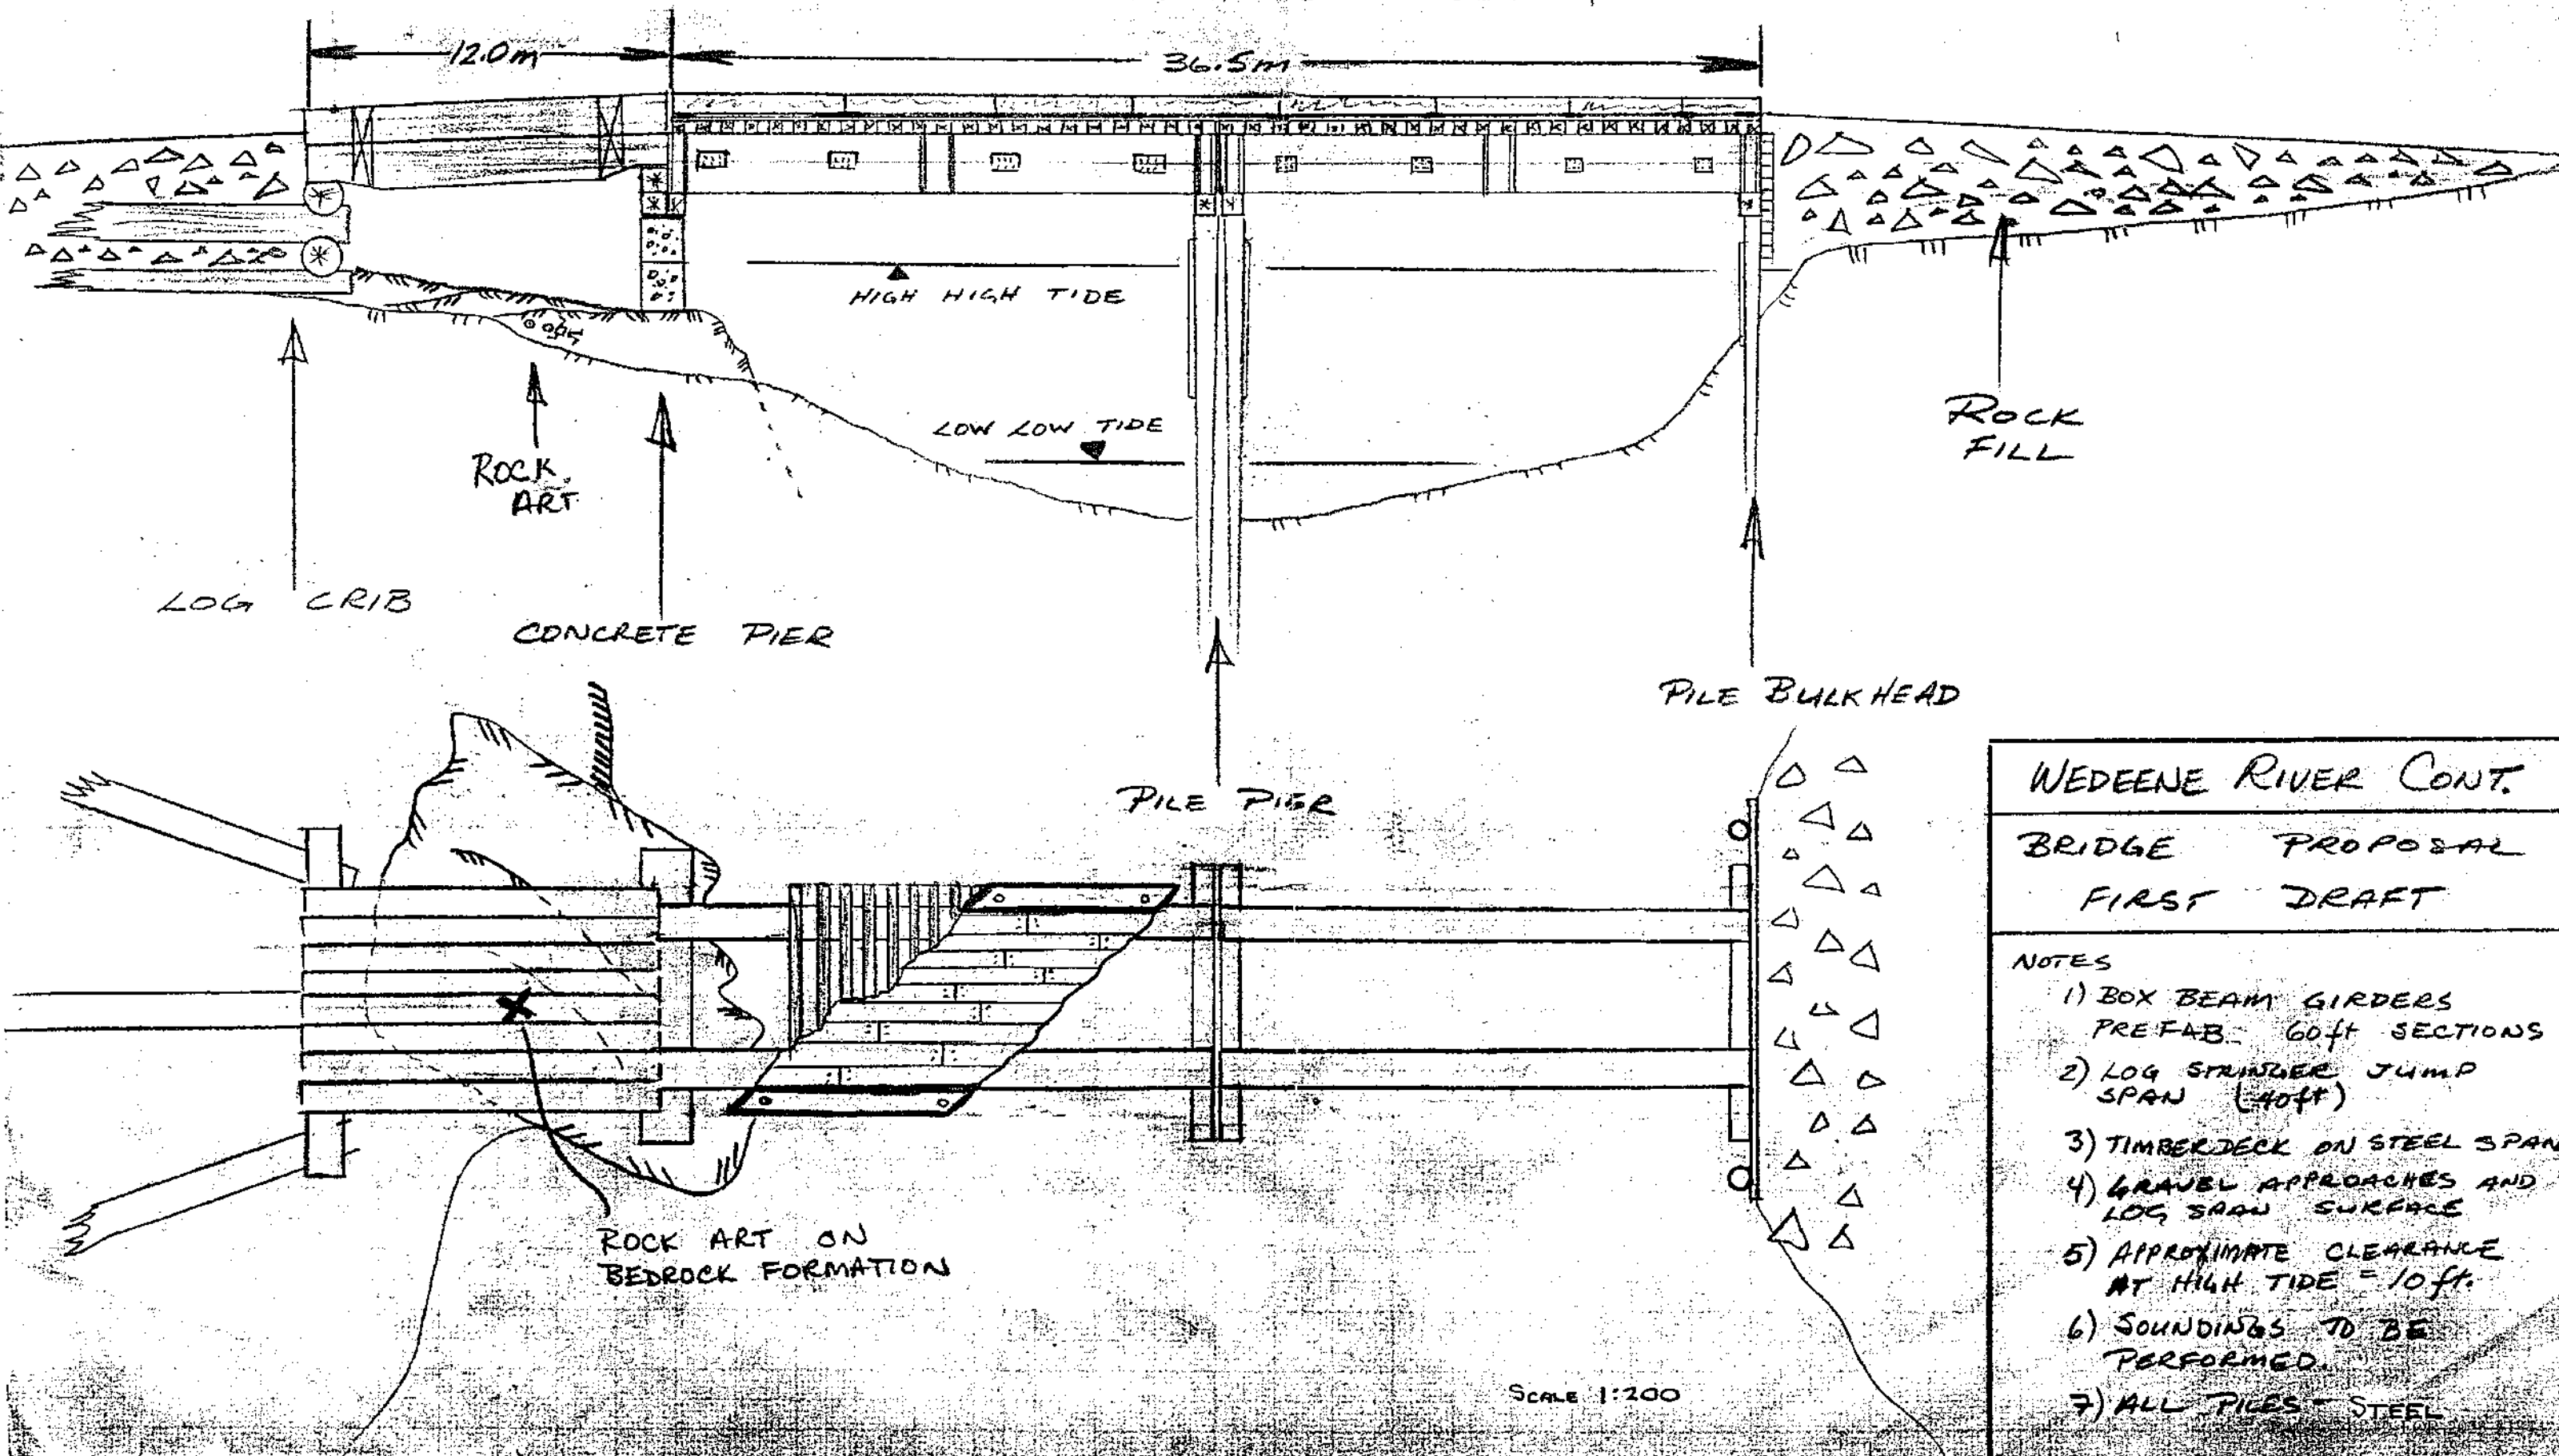 12.0m
36.5m
HIGH HIGH TIDE
LOW LOW TIDE
ROCK
ART
ROCK
FILL
LOG CRIB
CONCRETE PIER
PILE BULKHEAD
PILE PIER
ROCK ART ON
BEDROCK FORMATION
SCALE 1:200
WEDEENE RIVER CONT.
BRIDGE PROPOSAL
FIRST DRAFT
NOTES
1) BOX BEAM GIRDERS
PREFAB - 60ft SECTIONS
2) LOG STRINGER JUMP
SPAN (40ft)
3) TIMBERDECK ON STEEL SPAN
4) GRAVEL APPROACHES AND
LOG SPAN SURFACE
5) APPROXIMATE CLEARANCE
AT HIGH TIDE = 10ft.
6) SOUNDINGS TO BE
PERFORMED.
7) ALL PILES - STEEL